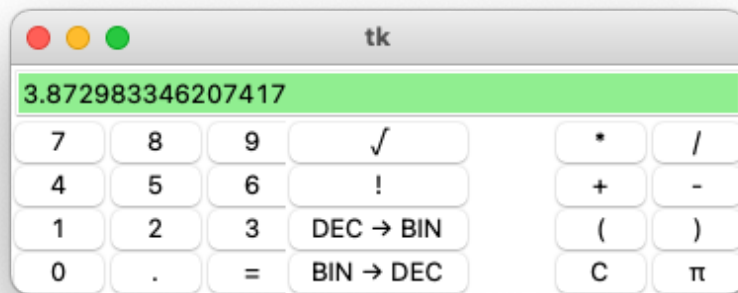 tk
3.872983346207417
7 8 9 √ * /
4 5 6 ! + -
1 2 3 DEC → BIN ( )
0 . = BIN → DEC C π